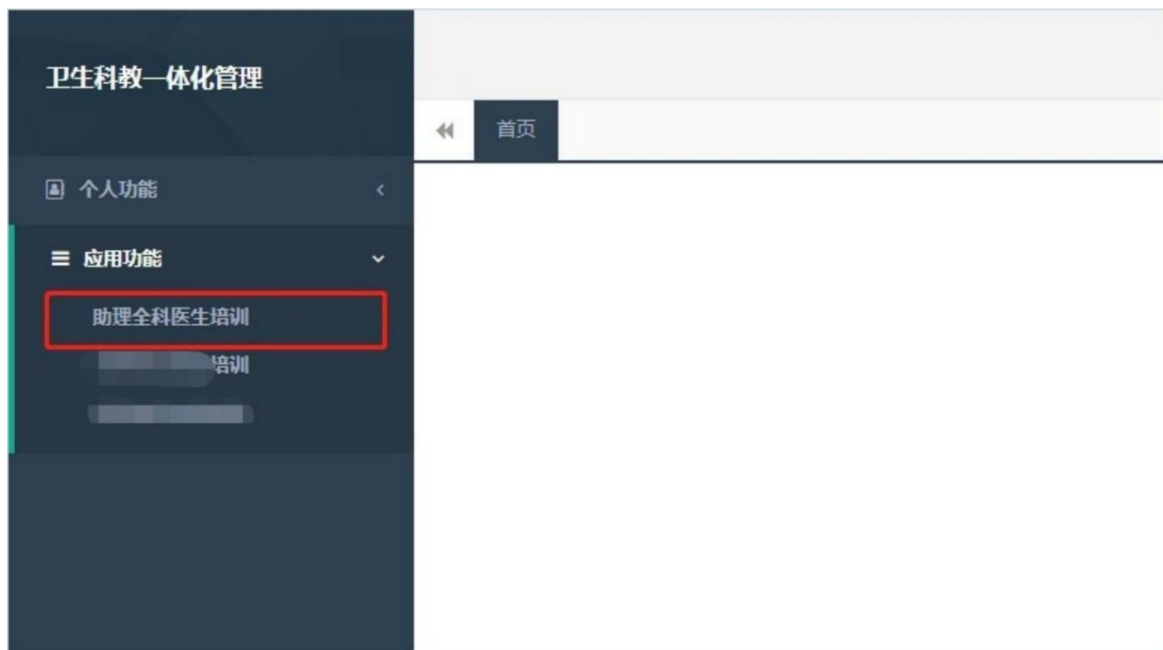 卫生科教一体化管理
首页
个人功能
应用功能
助理全科医生培训
培训